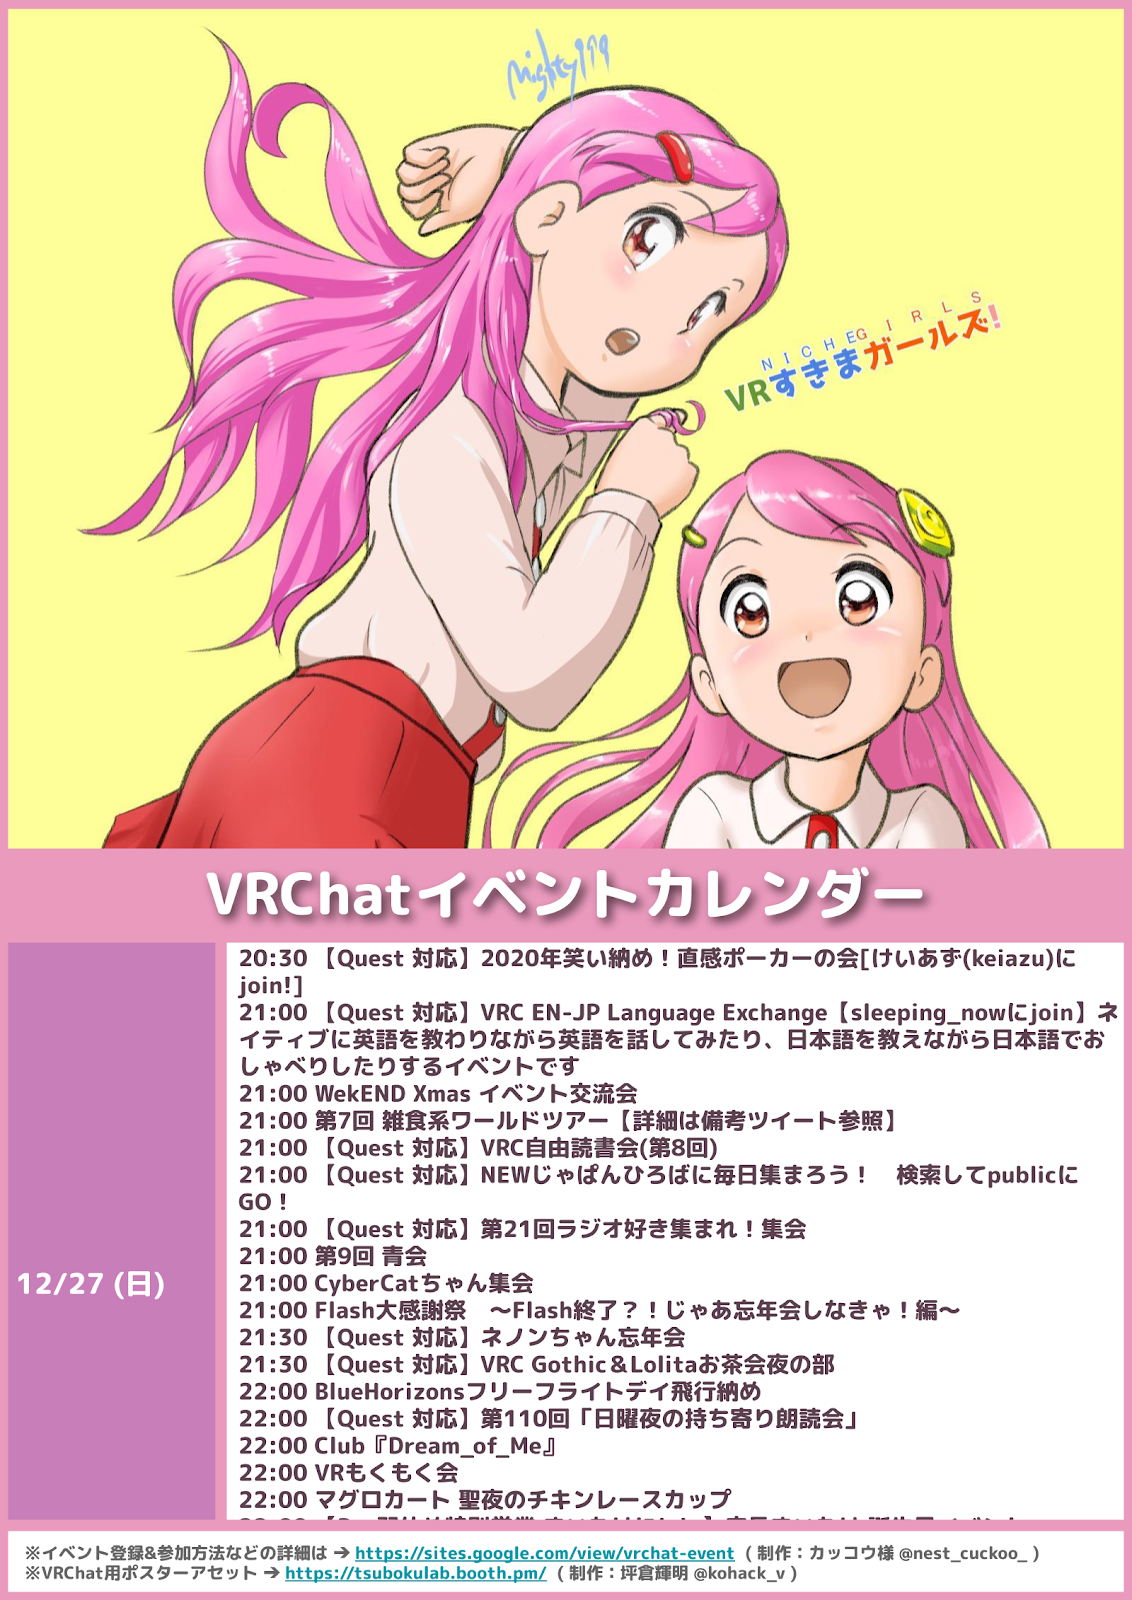 mighty199
NICHE GIRLS
VRすきまガールズ!
VRChatイベントカレンダー
12/27 (日)
20:30 【Quest 対応】2020年笑い納め！直感ポーカーの会[けいあず(keiazu)に
join!]
21:00 【Quest 対応】VRC EN-JP Language Exchange【sleeping_nowにjoin】ネ
イティブに英語を教わりながら英語を話してみたり、日本語を教えながら日本語でお
しゃべりしたりするイベントです
21:00 WekEND Xmas イベント交流会
21:00 第7回 雑食系ワールドツアー【詳細は備考ツイート参照】
21:00 【Quest 対応】VRC自由読書会(第8回)
21:00 【Quest 対応】NEWじゃぱんひろばに毎日集まろう！　検索してpublicに
GO！
21:00 【Quest 対応】第21回ラジオ好き集まれ！集会
21:00 第9回 青会
21:00 CyberCatちゃん集会
21:00 Flash大感謝祭　～Flash終了？！じゃあ忘年会しなきゃ！編～
21:30 【Quest 対応】ネノンちゃん忘年会
21:30 【Quest 対応】VRC Gothic＆Lolitaお茶会夜の部
22:00 BlueHorizonsフリーフライトデイ飛行納め
22:00 【Quest 対応】第110回「日曜夜の持ち寄り朗読会」
22:00 Club『Dream_of_Me』
22:00 VRもくもく会
22:00 マグロカート 聖夜のチキンレースカップ
※イベント登録&参加方法などの詳細は ➔ https://sites.google.com/view/vrchat-event （制作：カッコウ様 @nest_cuckoo_ ）
※VRChat用ポスターアセット ➔ https://tsubokulab.booth.pm/ （制作：坪倉輝明 @kohack_v ）